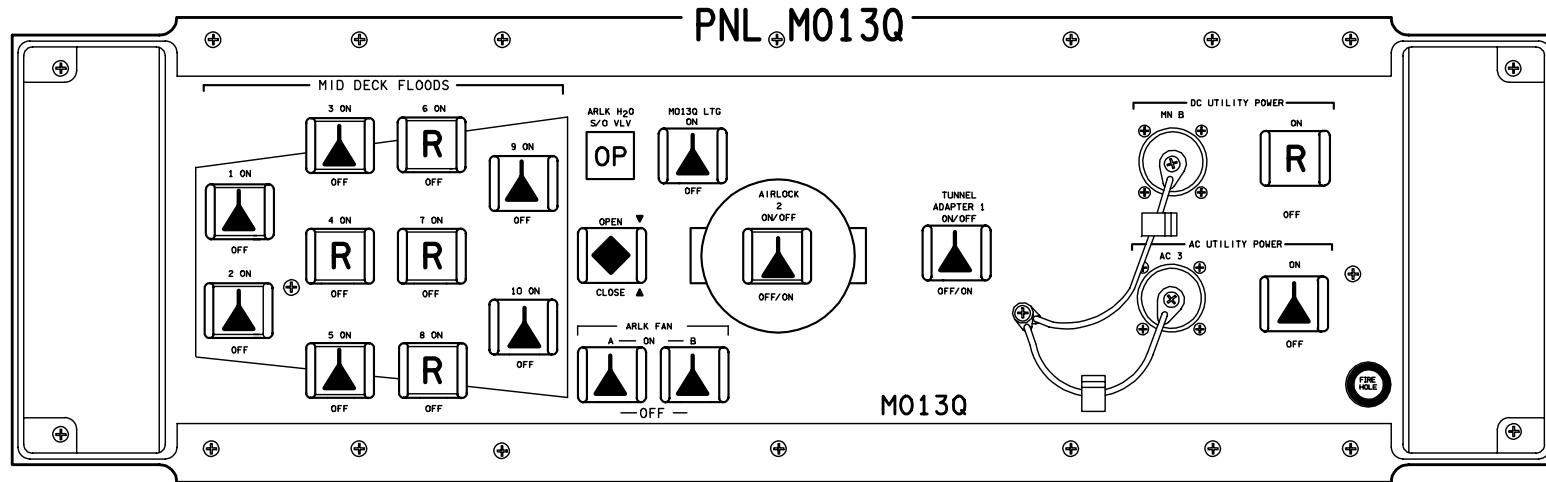 PNL MO13Q
MID DECK FLOODS
1 ON
OFF
2 ON
OFF
3 ON
OFF
4 ON
R
OFF
5 ON
OFF
6 ON
R
OFF
7 ON
R
OFF
8 ON
R
OFF
9 ON
OFF
10 ON
OFF
ARLK H2O
S/O VLV
OP
OPEN
CLOSE
MO13Q LTG
ON
OFF
ARLK FAN
A — ON — B
OFF
AIRLOCK
2
ON/OFF
OFF/ON
TUNNEL
ADAPTER 1
ON/OFF
OFF/ON
MO13Q
DC UTILITY POWER
MN B
ON
R
OFF
AC UTILITY POWER
AC 3
ON
OFF
FIRE
HOLE